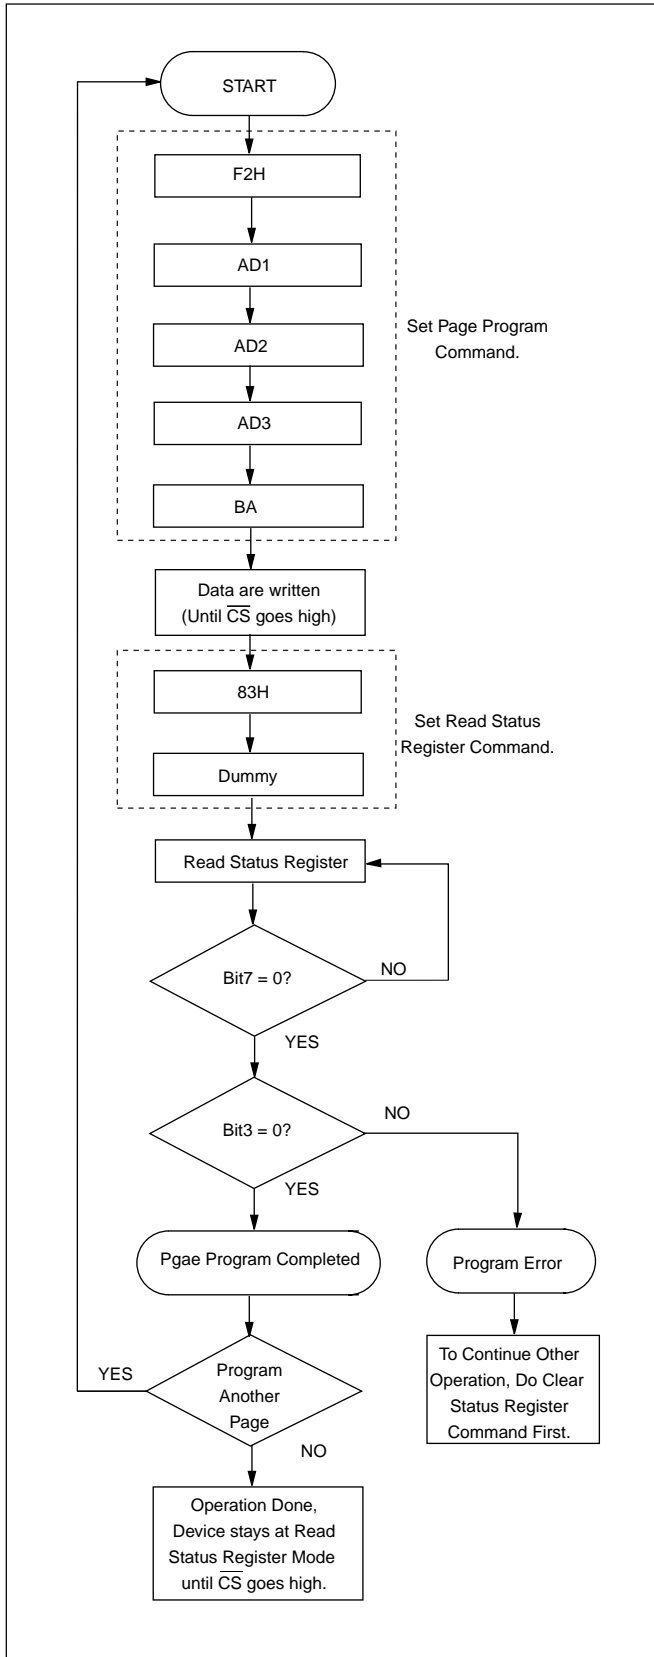 START
F2H
AD1
AD2
AD3
BA
Set Page Program
Command.
Data are written
(Until C̅S̅ goes high)
83H
Dummy
Set Read Status
Register Command.
Read Status Register
Bit7 = 0?
NO
YES
Bit3 = 0?
NO
YES
Pgae Program Completed
Program Error
YES
Program
Another
Page
NO
To Continue Other
Operation, Do Clear
Status Register
Command First.
Operation Done,
Device stays at Read
Status Register Mode
until C̅S̅ goes high.